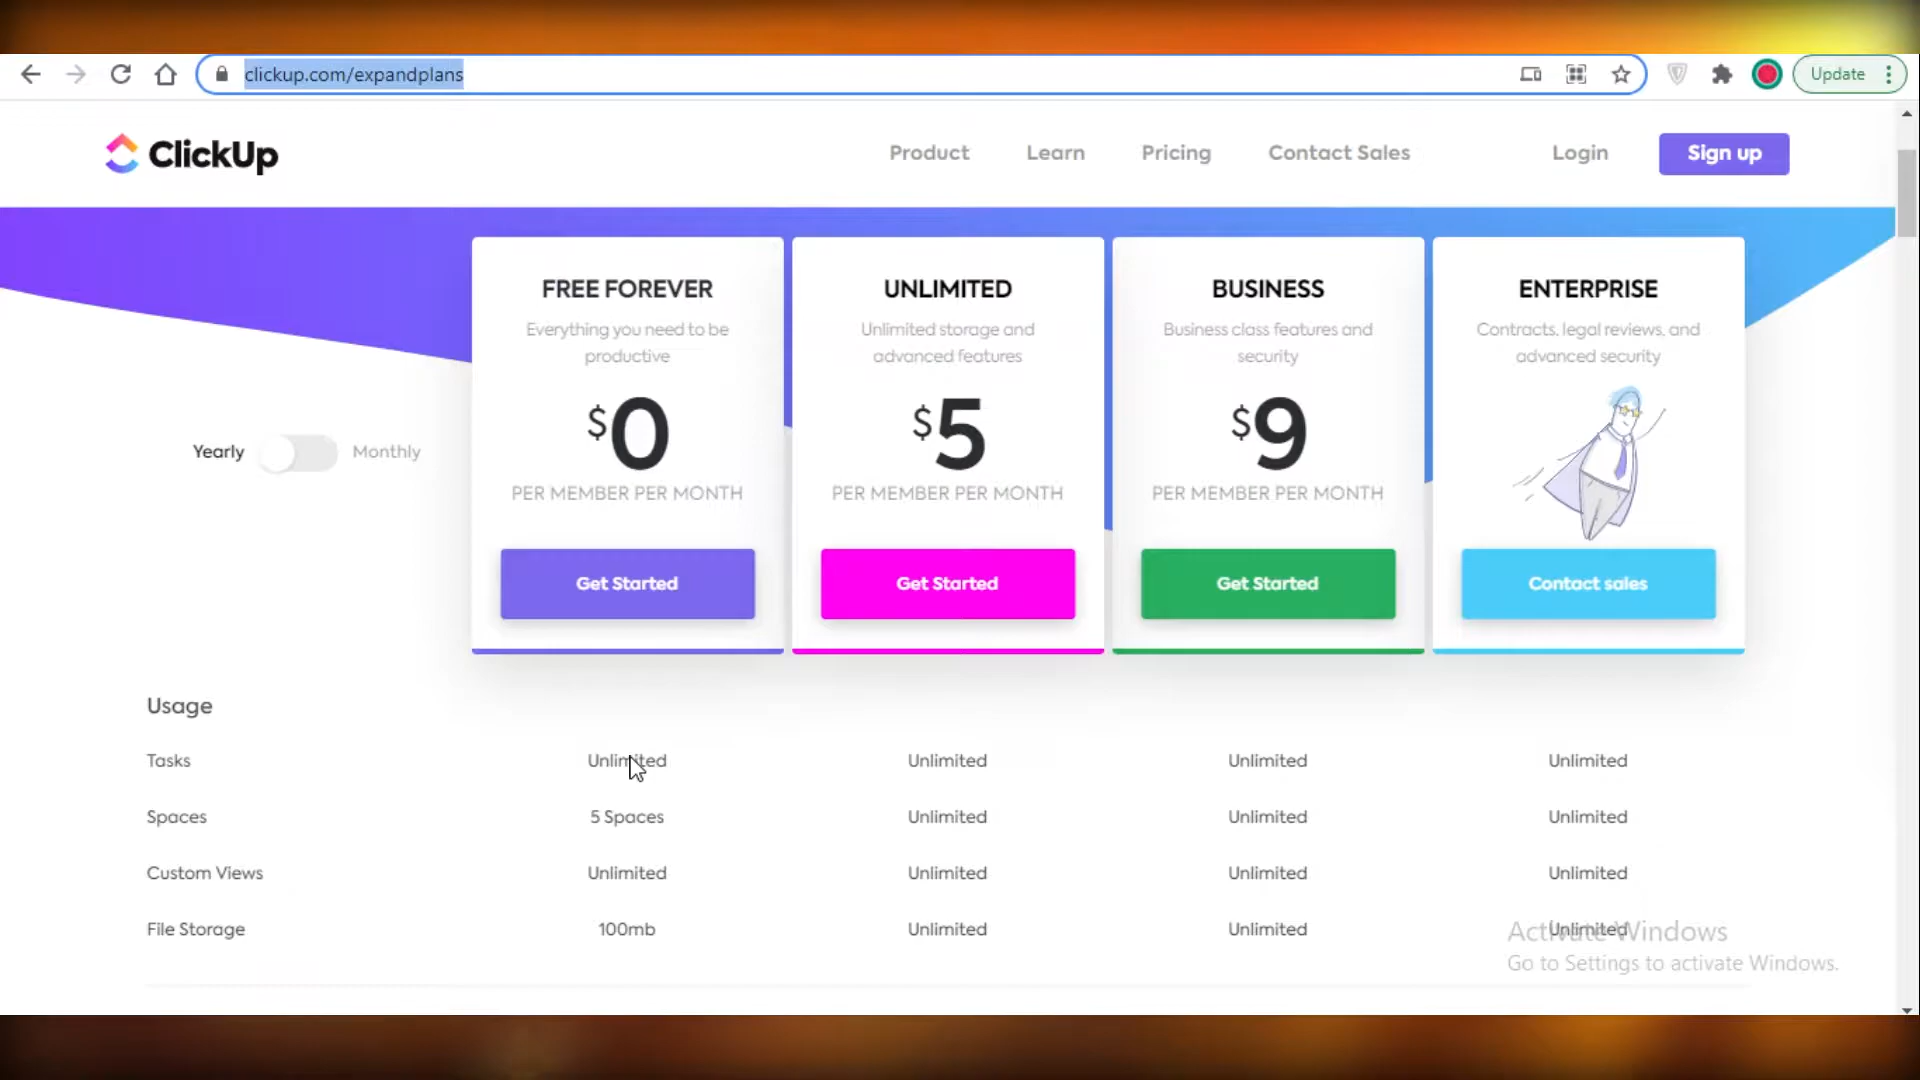 clickup.com/expandplans
Update
ClickUp
Product Learn Pricing Contact Sales Login Sign up
FREE FOREVER
Everything you need to be
productive
$0
PER MEMBER PER MONTH
Get Started
UNLIMITED
Unlimited storage and
advanced features
$5
PER MEMBER PER MONTH
Get Started
BUSINESS
Business class features and
security
$9
PER MEMBER PER MONTH
Get Started
ENTERPRISE
Contracts, legal reviews, and
advanced security
Contact sales
Yearly Monthly
Usage
Tasks Unlimited Unlimited Unlimited Unlimited
Spaces 5 Spaces Unlimited Unlimited Unlimited
Custom Views Unlimited Unlimited Unlimited Unlimited
File Storage 100mb Unlimited Unlimited Unlimited
Activate Windows
Go to Settings to activate Windows.